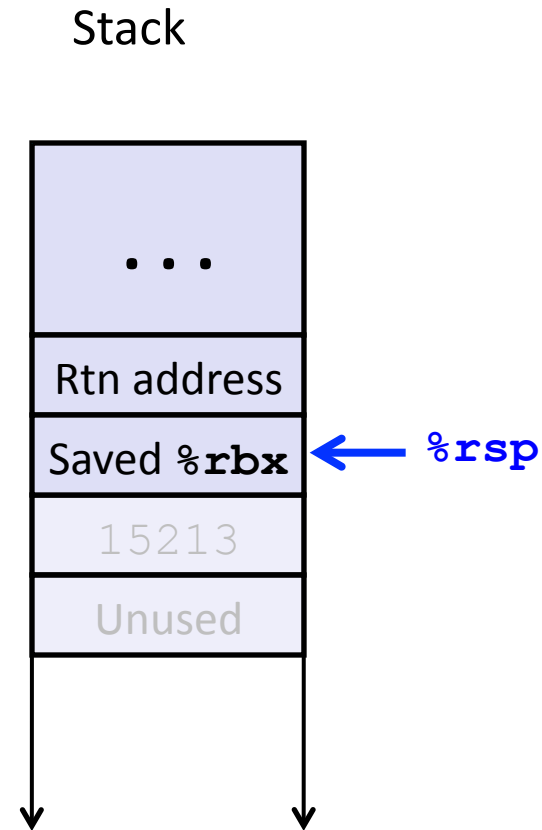 Stack
. . .
Rtn address
Saved %rbx
%rsp
15213
Unused